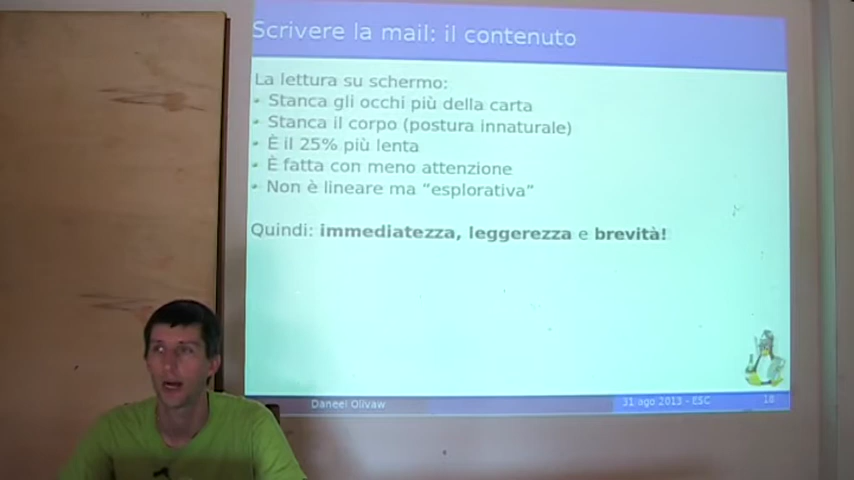 Scrivere la mail: il contenuto
La lettura su schermo:
• Stanca gli occhi più della carta
• Stanca il corpo (postura innaturale)
• È il 25% più lenta
• È fatta con meno attenzione
• Non è lineare ma “esplorativa”
Quindi: immediatezza, leggerezza e brevità!
Daneel Olivaw
31 ago 2013 - ESC
18